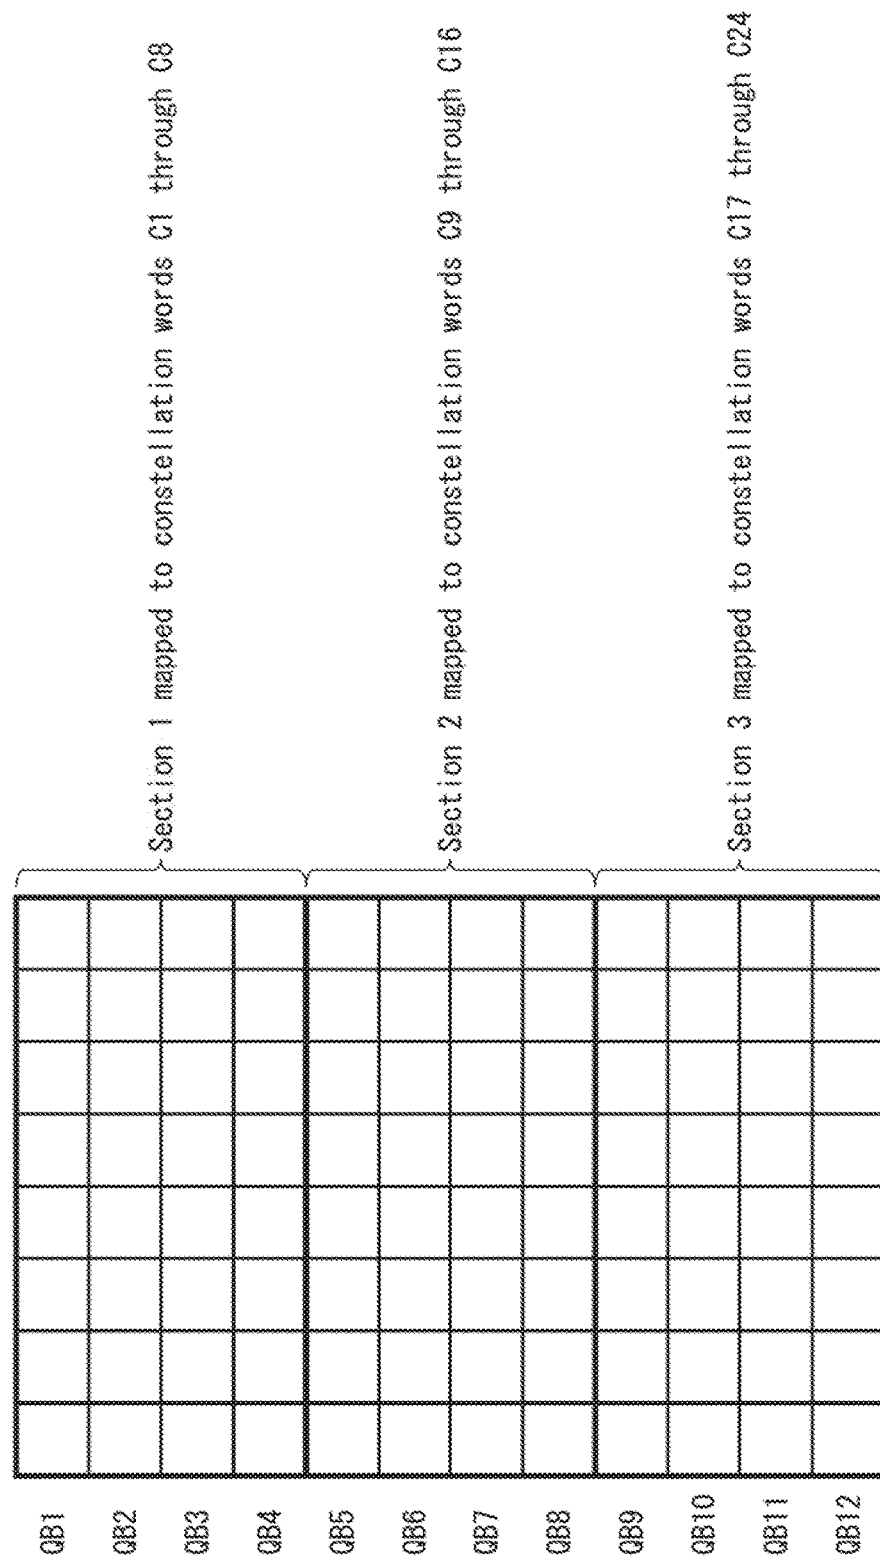 QB1
QB2
QB3
QB4
QB5
QB6
QB7
QB8
QB9
QB10
QB11
QB12
Section 1 mapped to constellation words C1 through C8
Section 2 mapped to constellation words C9 through C16
Section 3 mapped to constellation words C17 through C24